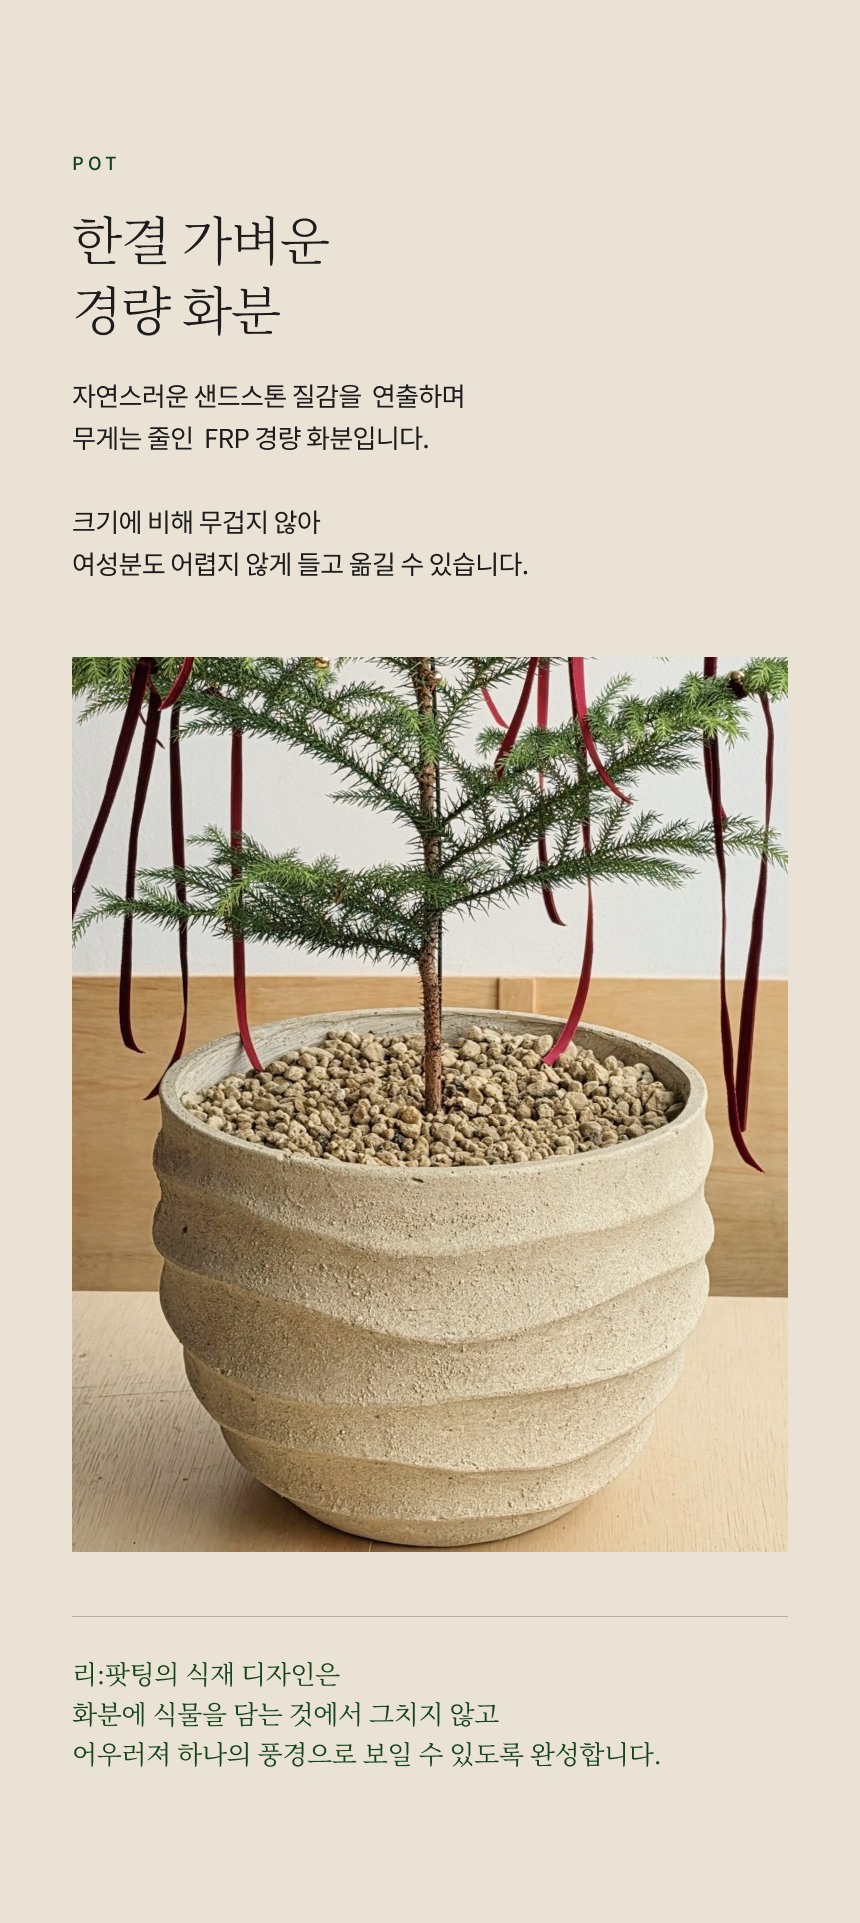 POT
한결 가벼운
경량 화분
자연스러운 샌드스톤 질감을 연출하며
무게는 줄인 FRP 경량 화분입니다.
크기에 비해 무겁지 않아
여성분도 어렵지 않게 들고 옮길 수 있습니다.
리:팟팅의 식재 디자인은
화분에 식물을 담는 것에서 그치지 않고
어우러져 하나의 풍경으로 보일 수 있도록 완성합니다.